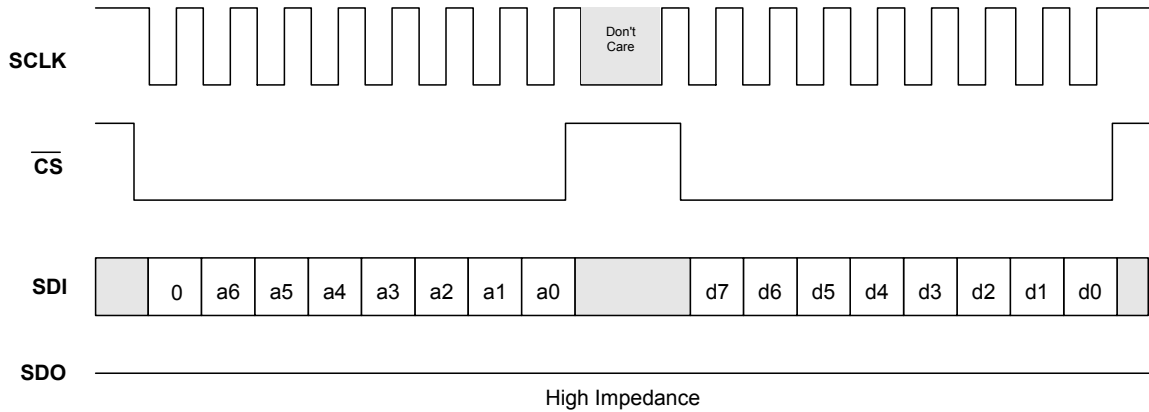 Don't
Care
SCLK
CS
SDI
0 a6 a5 a4 a3 a2 a1 a0 d7 d6 d5 d4 d3 d2 d1 d0
SDO
High Impedance